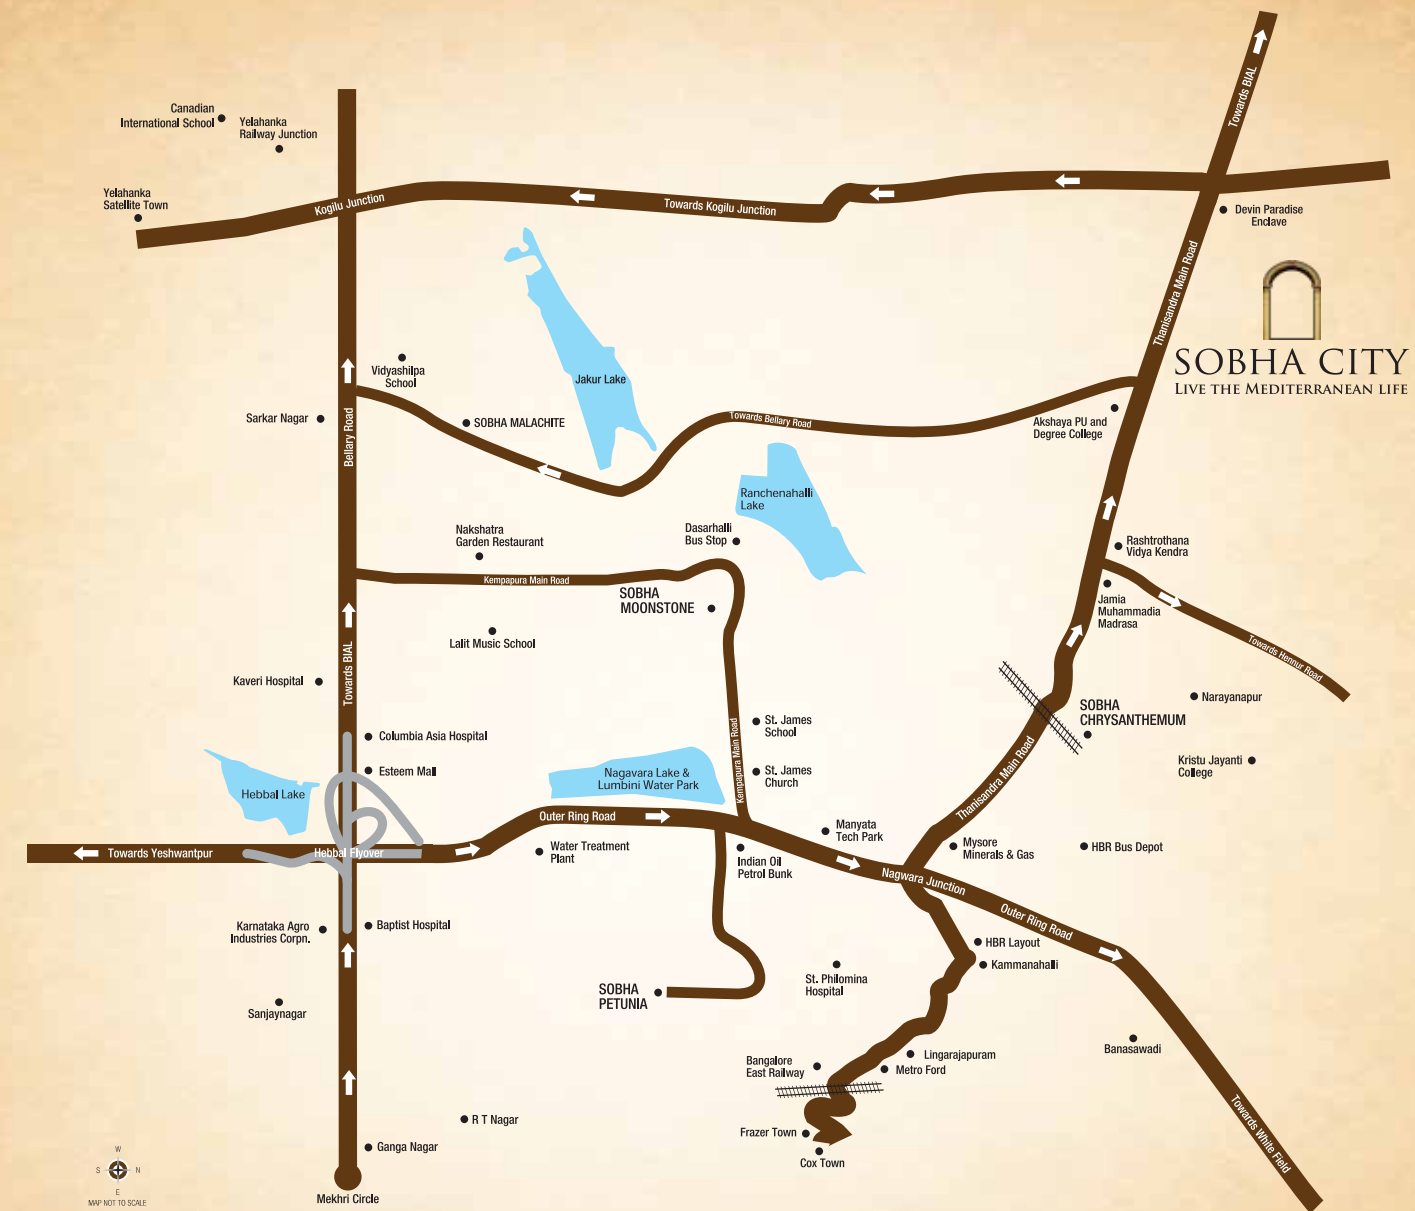 Towards BIAL
Canadian
International School
Yelahanka
Railway Junction
Yelahanka
Satellite Town
Kogilu Junction
Towards Kogilu Junction
Devin Paradise
Enclave
Thanisandra Main Road
SOBHA CITY
LIVE THE MEDITERRANEAN LIFE
Vidyashilpa
School
Jakur Lake
Sarkar Nagar
SOBHA MALACHITE
Bellary Road
Towards Bellary Road
Akshaya PU and
Degree College
Ranchenahalli
Lake
Nakshatra
Garden Restaurant
Dasarhalli
Bus Stop
Rashtrothana
Vidya Kendra
Kempapura Main Road
SOBHA
MOONSTONE
Jamia
Muhammadia
Madrasa
Lalit Music School
Towards Hennur Road
Kaveri Hospital
Towards BIAL
Narayanapur
SOBHA
CHRYSANTHEMUM
St. James
School
Columbia Asia Hospital
Kempapura Main Road
Thanisandra Main Road
Esteem Mall
Nagavara Lake &
Lumbini Water Park
St. James
Church
Kristu Jayanti
College
Hebbal Lake
Outer Ring Road
Manyata
Tech Park
Towards Yeshwantpur
Hebbal Flyover
Water Treatment
Plant
Indian Oil
Petrol Bunk
Mysore
Minerals & Gas
HBR Bus Depot
Nagwara Junction
Outer Ring Road
Karnataka Agro
Industries Corpn.
Baptist Hospital
HBR Layout
Kammanahalli
St. Philomina
Hospital
SOBHA
PETUNIA
Sanjaynagar
Banasawadi
Lingarajapuram
Bangalore
East Railway
Metro Ford
R T Nagar
Frazer Town
Towards White Field
Ganga Nagar
Cox Town
W
S
N
E
MAP NOT TO SCALE
Mekhri Circle